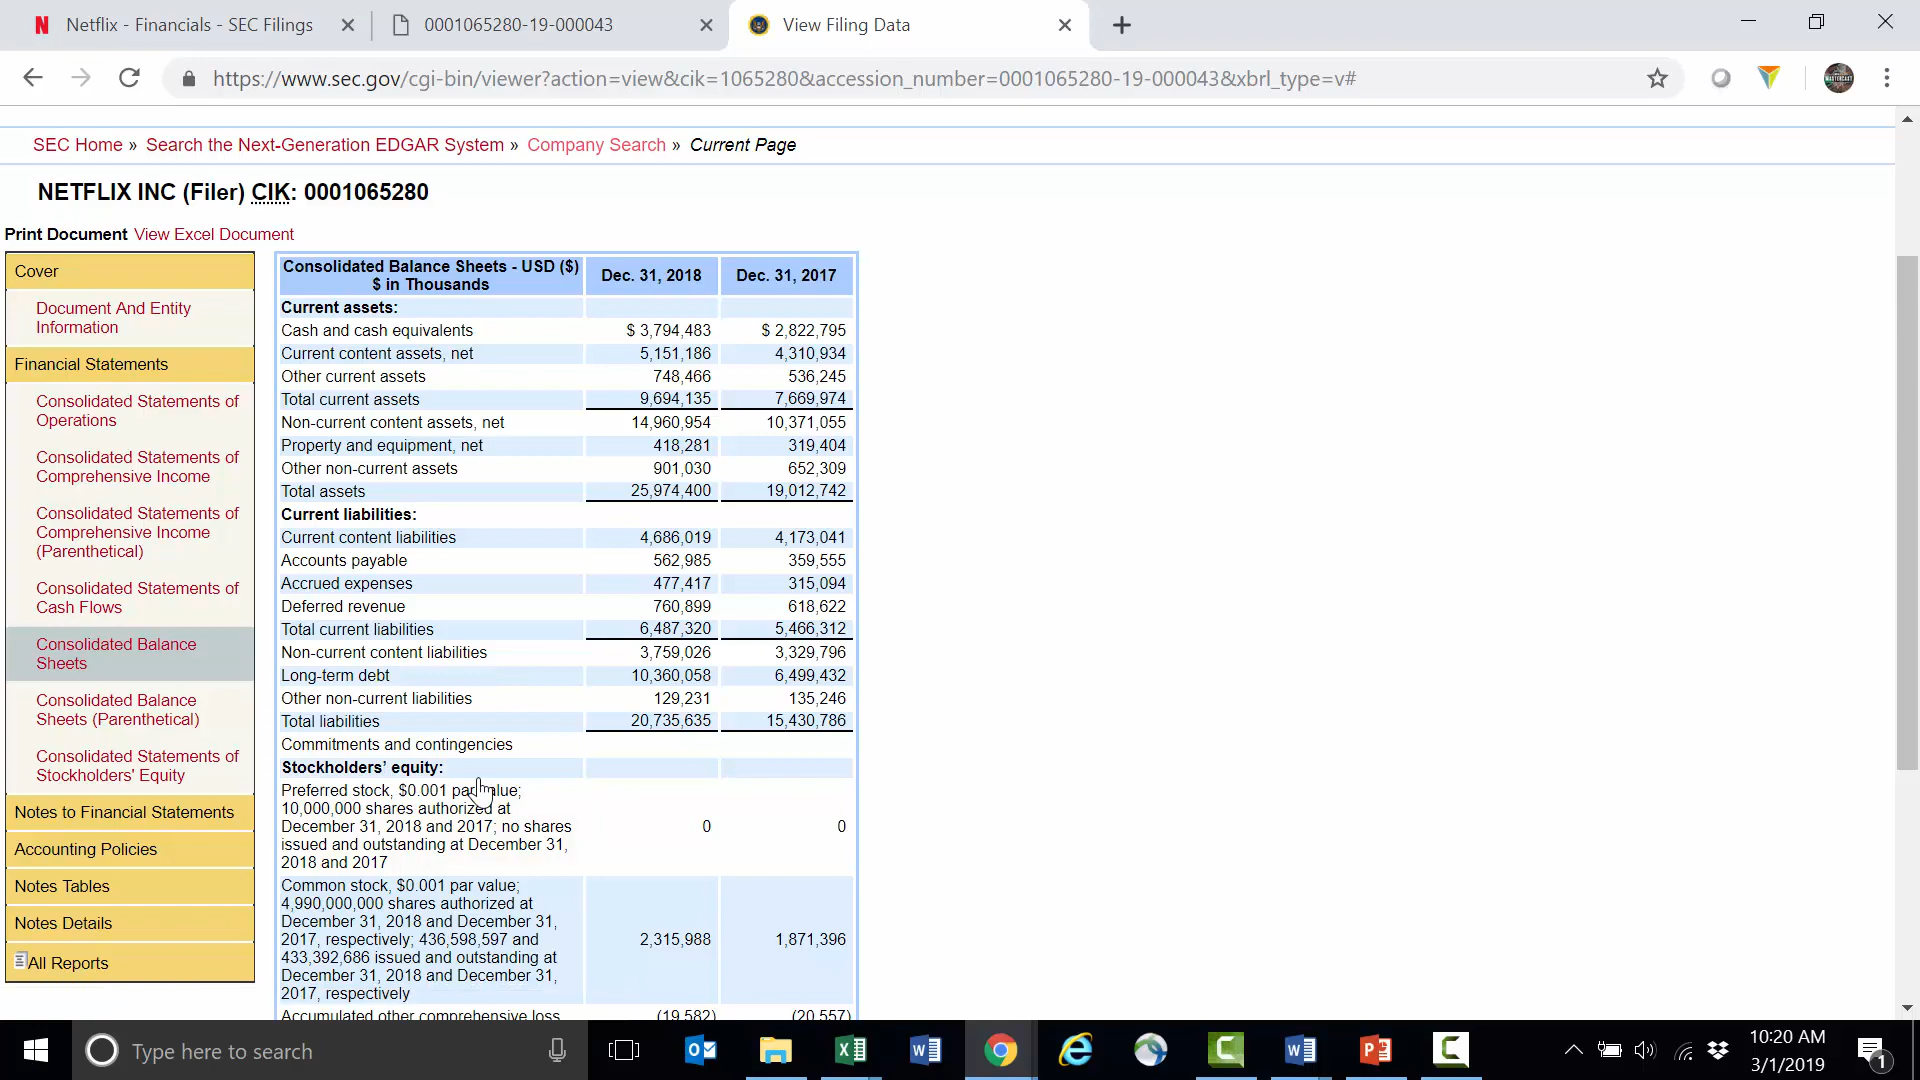 Netflix - Financials - SEC Filings
0001065280-19-000043
View Filing Data
https://www.sec.gov/cgi-bin/viewer?action=view&cik=1065280&accession_number=0001065280-19-000043&xbrl_type=v#
SEC Home » Search the Next-Generation EDGAR System » Company Search » Current Page
NETFLIX INC (Filer) CIK: 0001065280
Print Document View Excel Document
Cover
Document And Entity
Information
Financial Statements
Consolidated Statements of
Operations
Consolidated Statements of
Comprehensive Income
Consolidated Statements of
Comprehensive Income
(Parenthetical)
Consolidated Statements of
Cash Flows
Consolidated Balance
Sheets
Consolidated Balance
Sheets (Parenthetical)
Consolidated Statements of
Stockholders' Equity
Notes to Financial Statements
Accounting Policies
Notes Tables
Notes Details
All Reports
Consolidated Balance Sheets - USD ($)
$ in Thousands
Dec. 31, 2018 Dec. 31, 2017
Current assets:
Cash and cash equivalents $ 3,794,483 $ 2,822,795
Current content assets, net 5,151,186 4,310,934
Other current assets 748,466 536,245
Total current assets 9,694,135 7,669,974
Non-current content assets, net 14,960,954 10,371,055
Property and equipment, net 418,281 319,404
Other non-current assets 901,030 652,309
Total assets 25,974,400 19,012,742
Current liabilities:
Current content liabilities 4,686,019 4,173,041
Accounts payable 562,985 359,555
Accrued expenses 477,417 315,094
Deferred revenue 760,899 618,622
Total current liabilities 6,487,320 5,466,312
Non-current content liabilities 3,759,026 3,329,796
Long-term debt 10,360,058 6,499,432
Other non-current liabilities 129,231 135,246
Total liabilities 20,735,635 15,430,786
Commitments and contingencies
Stockholders' equity:
Preferred stock, $0.001 par value;
10,000,000 shares authorized at
December 31, 2018 and 2017; no shares
issued and outstanding at December 31,
2018 and 2017
0 0
Common stock, $0.001 par value;
4,990,000,000 shares authorized at
December 31, 2018 and December 31,
2017, respectively; 436,598,597 and
433,392,686 issued and outstanding at
December 31, 2018 and December 31,
2017, respectively
2,315,988 1,871,396
Accumulated other comprehensive loss (19,582) (20,557)
Type here to search
10:20 AM
3/1/2019
1